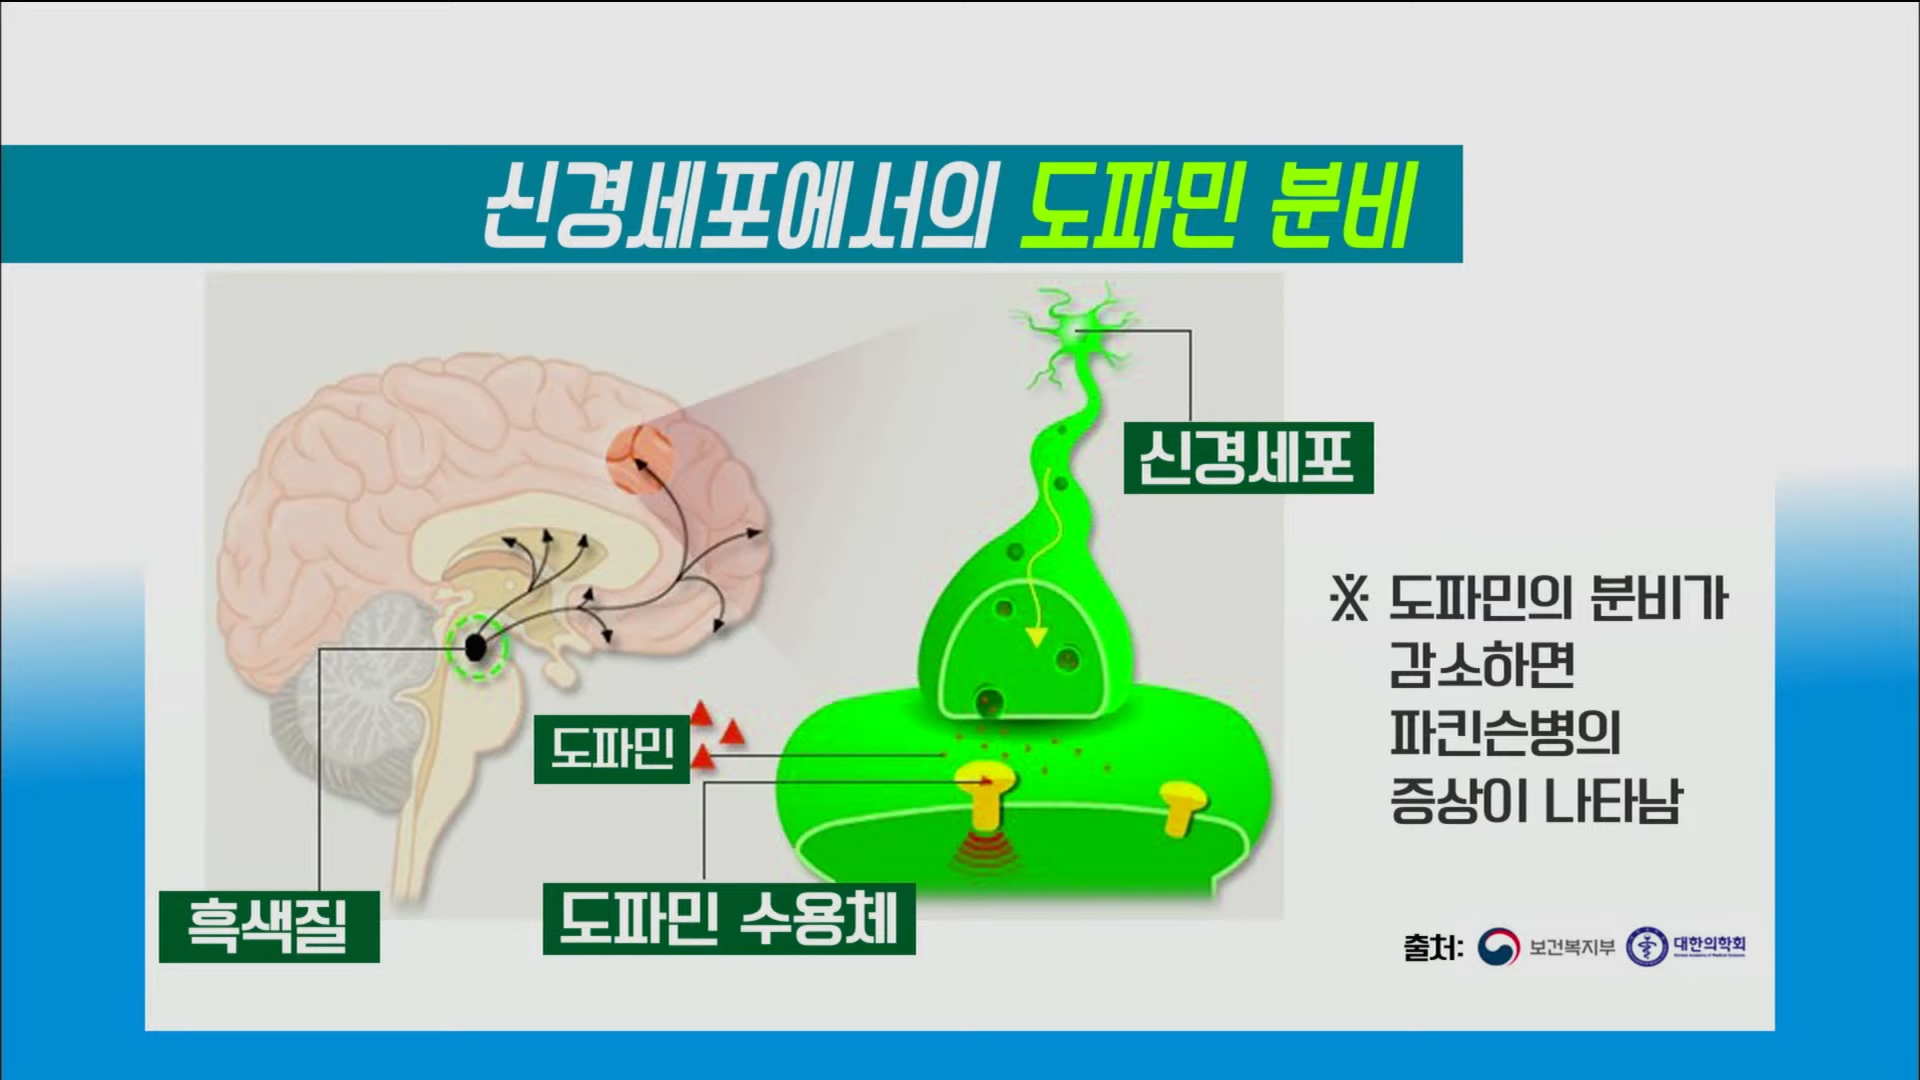 신경세포에서의 도파민 분비
신경세포
※ 도파민의 분비가
감소하면
파킨슨병의
증상이 나타남
도파민
도파민 수용체
흑색질
출처: 보건복지부 대한의학회